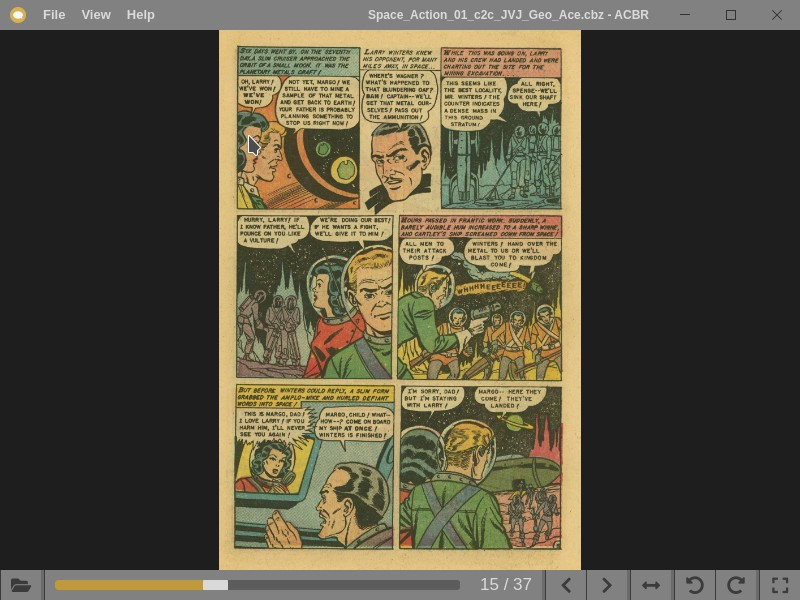 File View Help
Space_Action_01_c2c_JVJ_Geo_Ace.cbz - ACBR
SIX DAYS WENT BY. ON THE SEVENTH
DAY, A SLIM CRUISER APPROACHED THE
ORBIT OF A SMALL MOON. IT WAS THE
PLANETARY METALS CRAFT!
OH, LARRY!
WE'VE WON!
WE'VE
WON!
NOT YET, MARGO! WE
STILL HAVE TO MINE A
SAMPLE OF THAT METAL
AND GET BACK TO EARTH!
YOUR FATHER IS PROBABLY
PLANNING SOMETHING TO
STOP US RIGHT NOW!
LARRY WINTERS KNEW
HIS OPPONENT, FOR MANY
MILES AWAY, IN SPACE...
WHERE'S WAGNER?
WHAT'S HAPPENED TO
THAT BLUNDERING OAF?
BAH! CAPTAIN--WE'LL
GET THAT METAL OUR-
SELVES! PASS OUT
THE AMMUNITION!
WHILE THIS WAS GOING ON, LARRY
AND HIS CREW HAD LANDED AND WERE
CHARTING OUT THE SITE FOR THE
MINING EXCAVATION.
THIS SEEMS LIKE
THE BEST LOCALITY,
MR. WINTERS! THE
COUNTER INDICATES
A DENSE MASS IN
THIS GROUND
STRATUM!
ALL RIGHT,
SPENSE--WE'LL
SINK OUR SHAFT
HERE!
HURRY, LARRY! IF
I KNOW FATHER, HE'LL
POUNCE ON YOU LIKE
A VULTURE!
WE'RE DOING OUR BEST!
IF HE WANTS A FIGHT,
WE'LL GIVE IT TO HIM!
HOURS PASSED IN FRANTIC WORK. SUDDENLY, A
BARELY AUDIBLE HUM INCREASED TO A SHARP WHINE,
AND CARTLEY'S SHIP SCREAMED DOWN FROM SPACE!
ALL MEN TO
THEIR ATTACK
POSTS!
WINTERS! HAND OVER THE
METAL TO US OR WE'LL
BLAST YOU TO KINGDOM
COME!
WHHHHEEEEEE!
BUT BEFORE WINTERS COULD REPLY, A SLIM FORM
GRABBED THE AMPLO-MIKE AND HURLED DEFIANT
WORDS INTO SPACE!
THIS IS MARGO, DAD!
I LOVE LARRY! IF YOU
HARM HIM, I'LL NEVER
SEE YOU AGAIN!
MARGO, CHILD! WHAT--
HOW--? COME ON BOARD
MY SHIP AT ONCE!
WINTERS IS FINISHED!
I'M SORRY, DAD!
BUT I'M STAYING
WITH LARRY!
MARGO-- HERE THEY
COME! THEY'VE
LANDED!
15 / 37